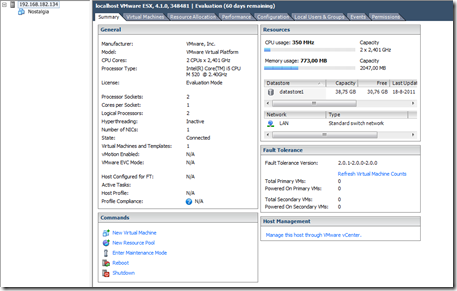 192.168.182.134
Nostalgia
localhost VMware ESX, 4.1.0, 348481 | Evaluation (60 days remaining)
Summary Virtual Machines Resource Allocation Performance Configuration Local Users & Groups Events Permissions
General
Manufacturer: VMware, Inc.
Model: VMware Virtual Platform
CPU Cores: 2 CPUs x 2,401 GHz
Processor Type: Intel(R) Core(TM) i5 CPU
M 520 @ 2.40GHz
License: Evaluation Mode
Processor Sockets: 2
Cores per Socket: 1
Logical Processors: 2
Hyperthreading: Inactive
Number of NICs: 1
State: Connected
Virtual Machines and Templates: 1
vMotion Enabled: N/A
VMware EVC Mode: N/A
Host Configured for FT: N/A
Active Tasks:
Host Profile: N/A
Profile Compliance: N/A
Commands
New Virtual Machine
New Resource Pool
Enter Maintenance Mode
Reboot
Shutdown
Resources
CPU usage: 350 MHz Capacity
2 x 2,401 GHz
Memory usage: 773,00 MB Capacity
2047,00 MB
Datastore Capacity Free Last Updat
datastore1 38,75 GB 38,75 GB 18-8-2011
Network Type
LAN Standard switch network
Fault Tolerance
Fault Tolerance Version: 2.0.1-2.0.0-2.0.0
Refresh Virtual Machine Counts
Total Primary VMs: 0
Powered On Primary VMs: 0
Total Secondary VMs: 0
Powered On Secondary VMs: 0
Host Management
Manage this host through VMware vCenter.